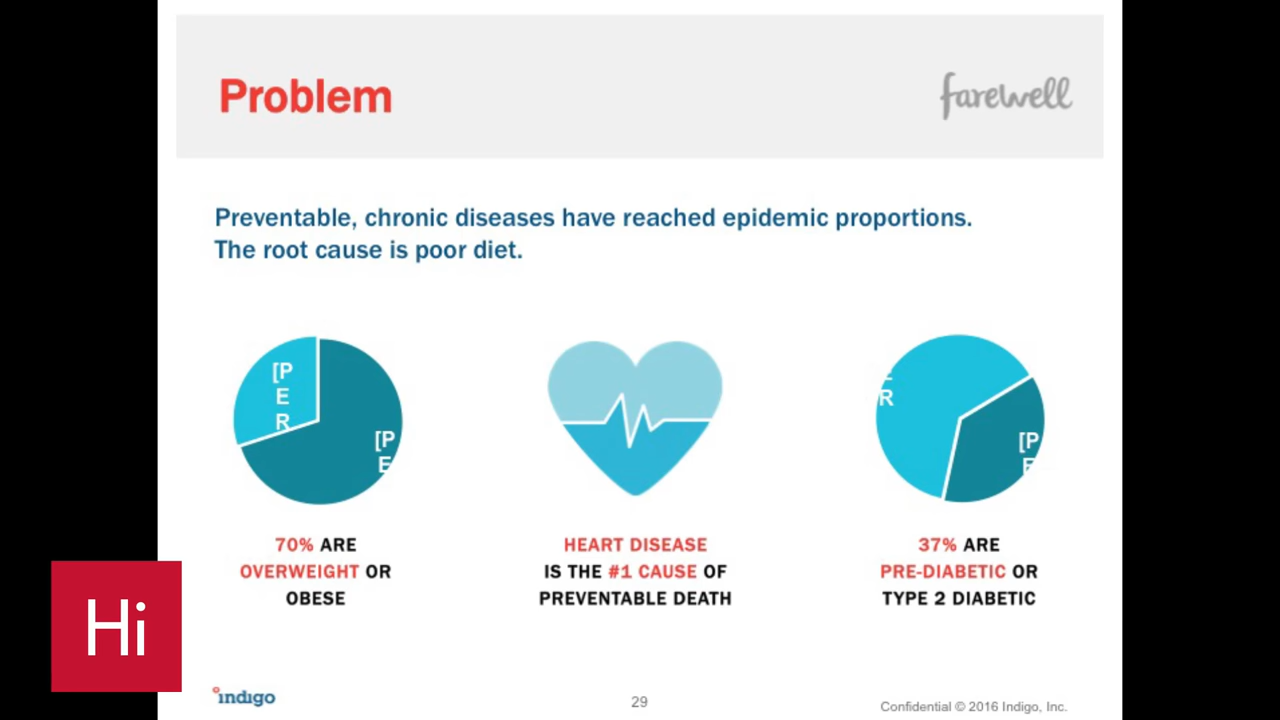 Problem
farewell
Preventable, chronic diseases have reached epidemic proportions.
The root cause is poor diet.
[P
E
R
[P
E
R
[P
E
70% ARE
OVERWEIGHT OR
OBESE
HEART DISEASE
IS THE #1 CAUSE OF
PREVENTABLE DEATH
37% ARE
PRE-DIABETIC OR
TYPE 2 DIABETIC
Hi
indigo
29
Confidential © 2016 Indigo, Inc.